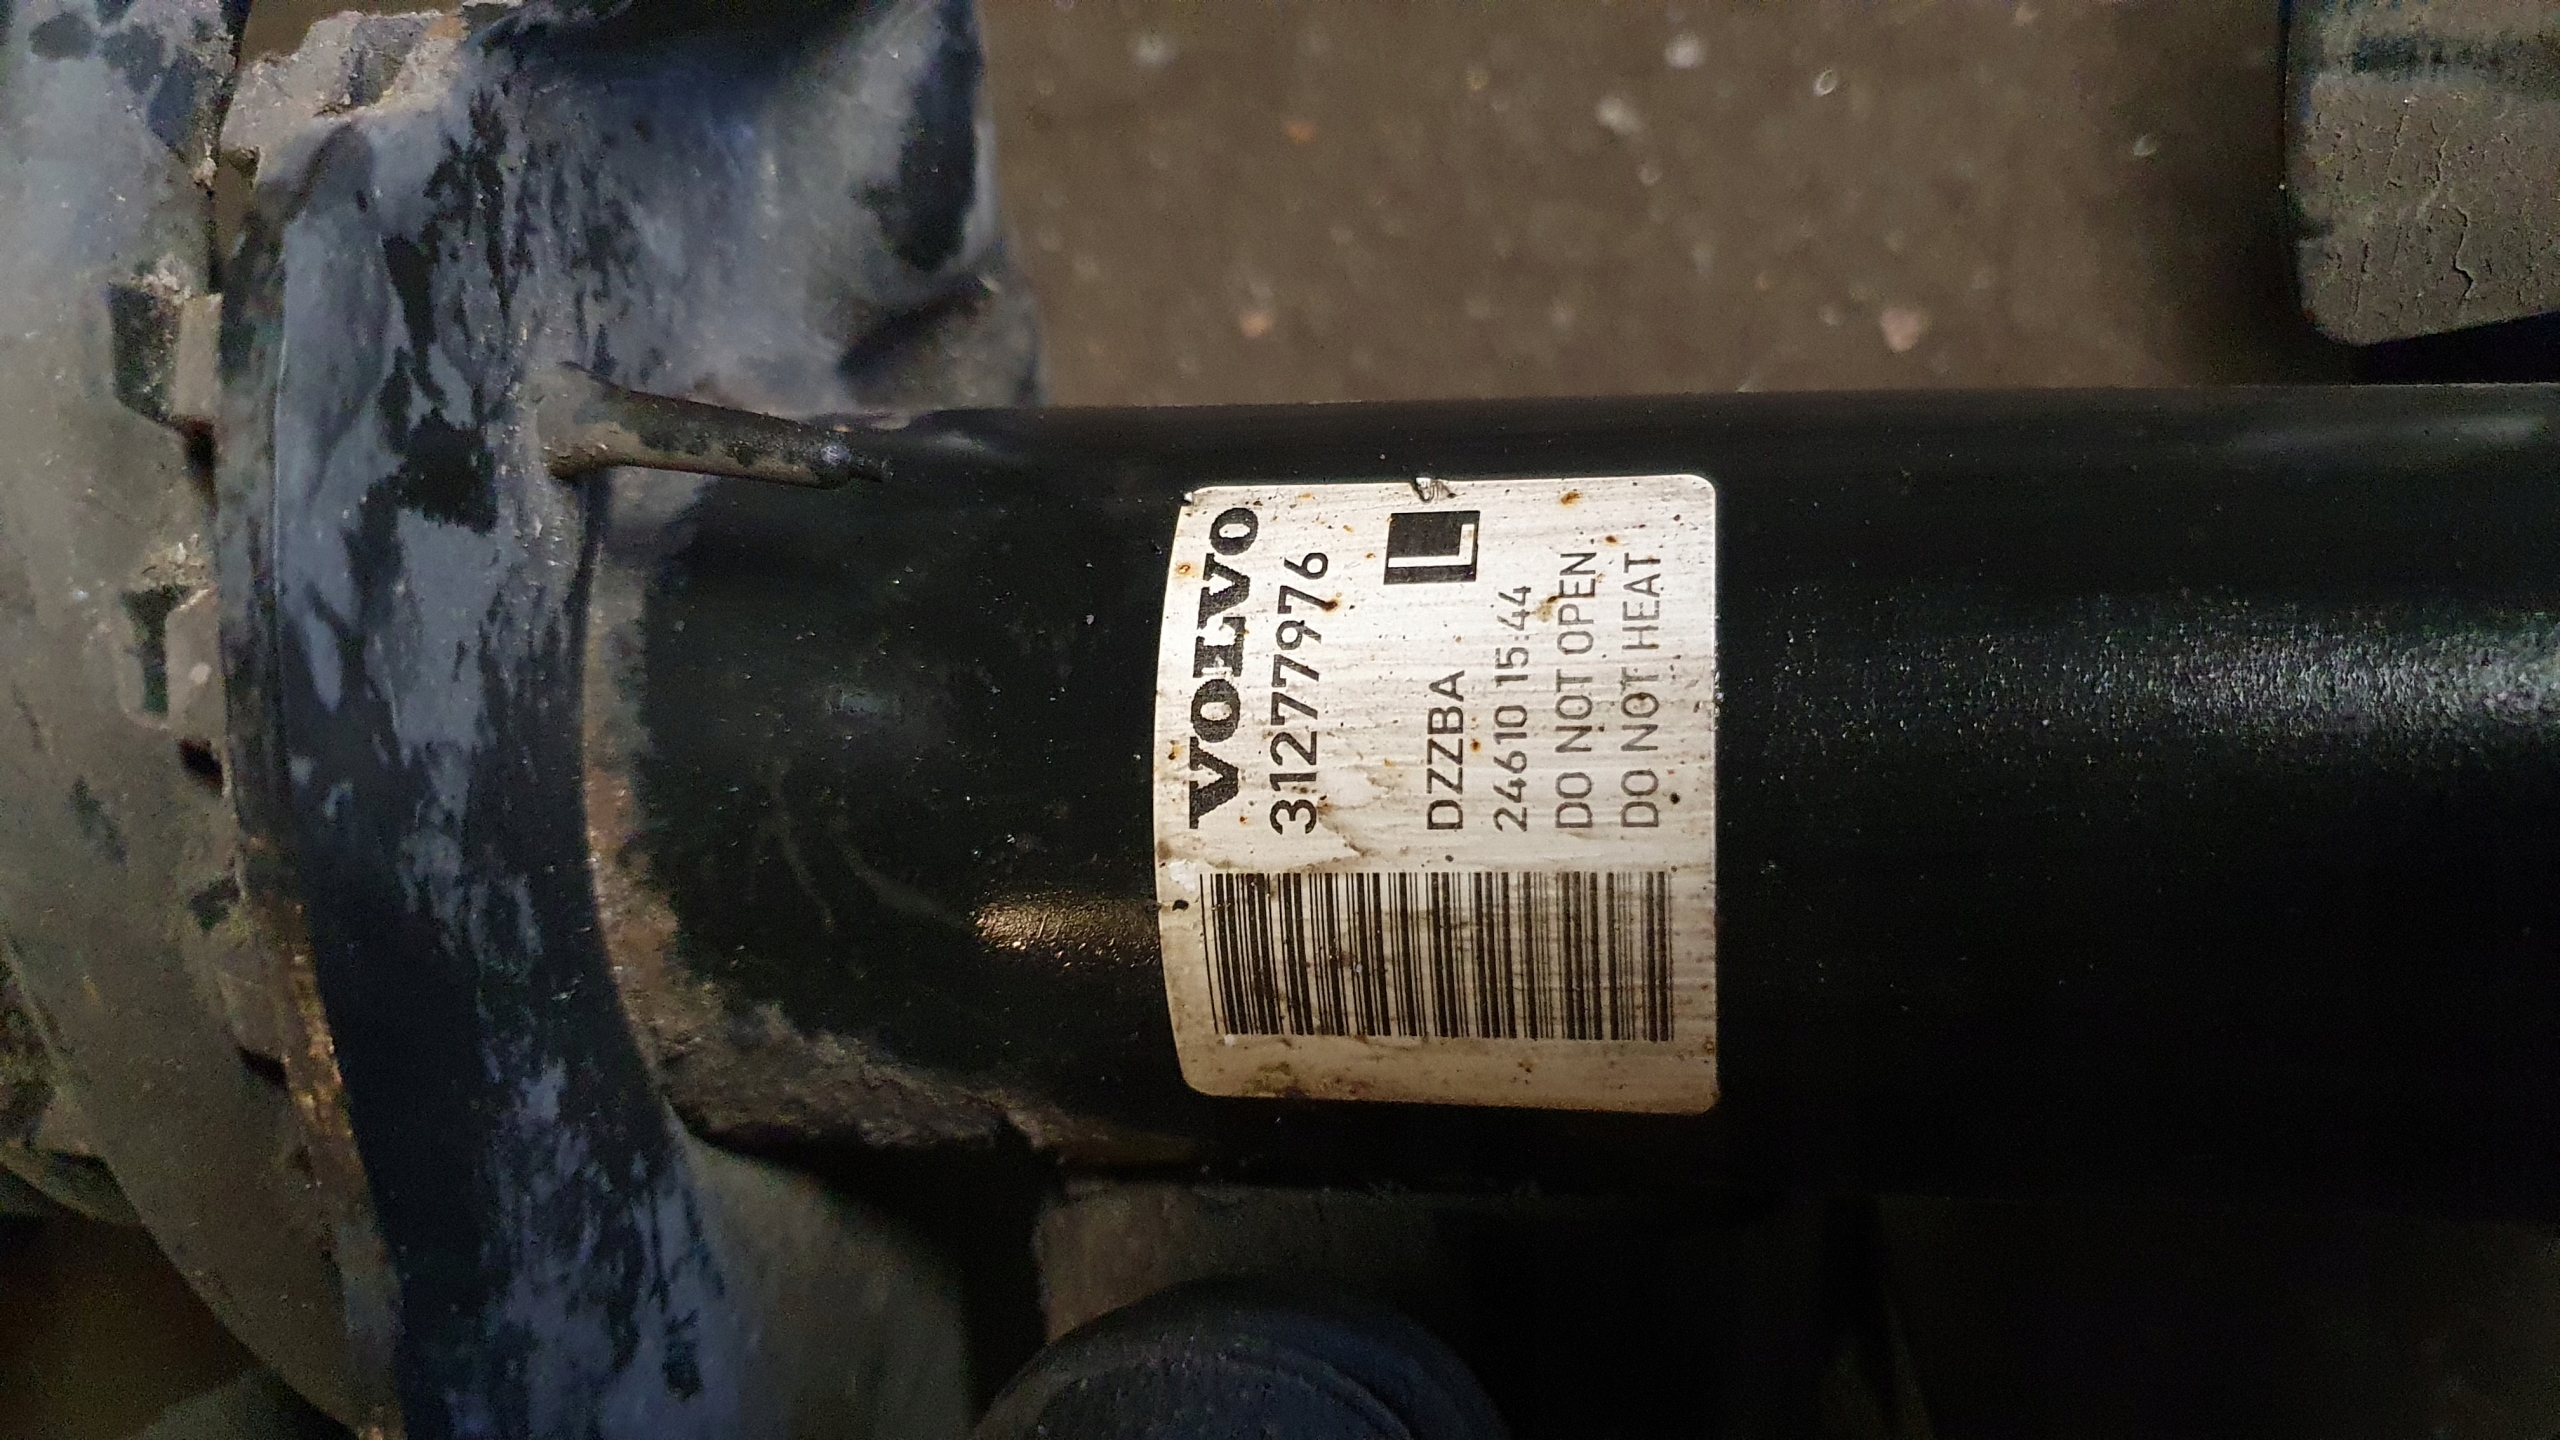 VOLVO
31277976
L
DZZBA
24610 15:44
DO NOT OPEN
DO NOT HEAT